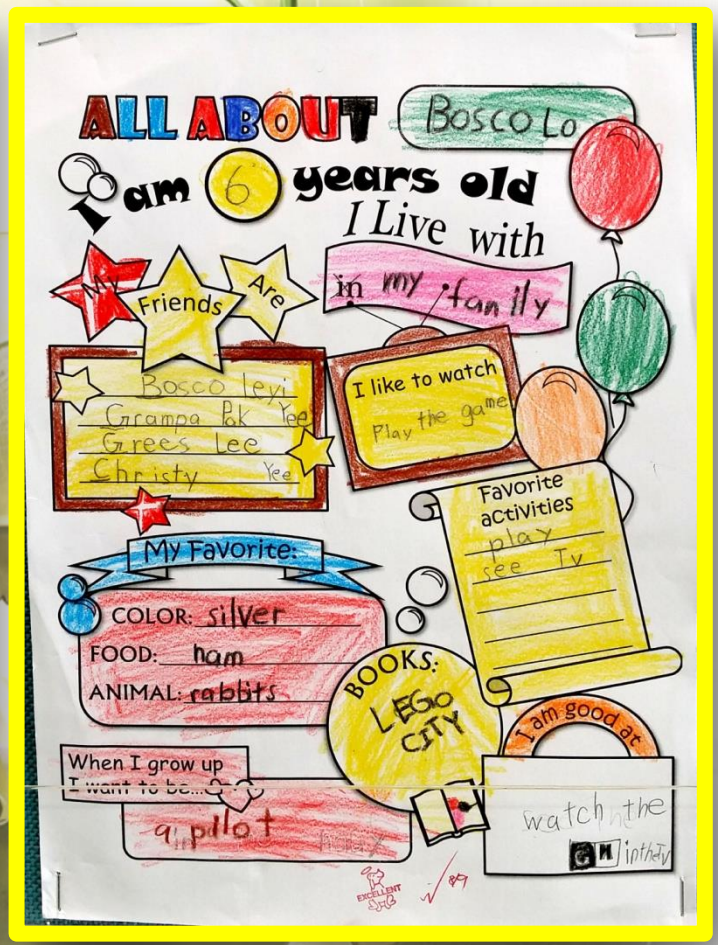 ALL ABOUT Bosco Lo
I am 6 years old
I Live with
in my family
My Friends Are
Bosco leyi
Grampa Pak Yee
Grees Lee
Christy Yee
I like to watch
Play the game
Favorite
activities
play
see Tv
My Favorite:
COLOR: silver
FOOD: ham
ANIMAL: rabbits
BOOKS:
LEGO
CITY
I am good at
watch the
in the Tv
When I grow up
I want to be...
a pilot
EXCELLENT